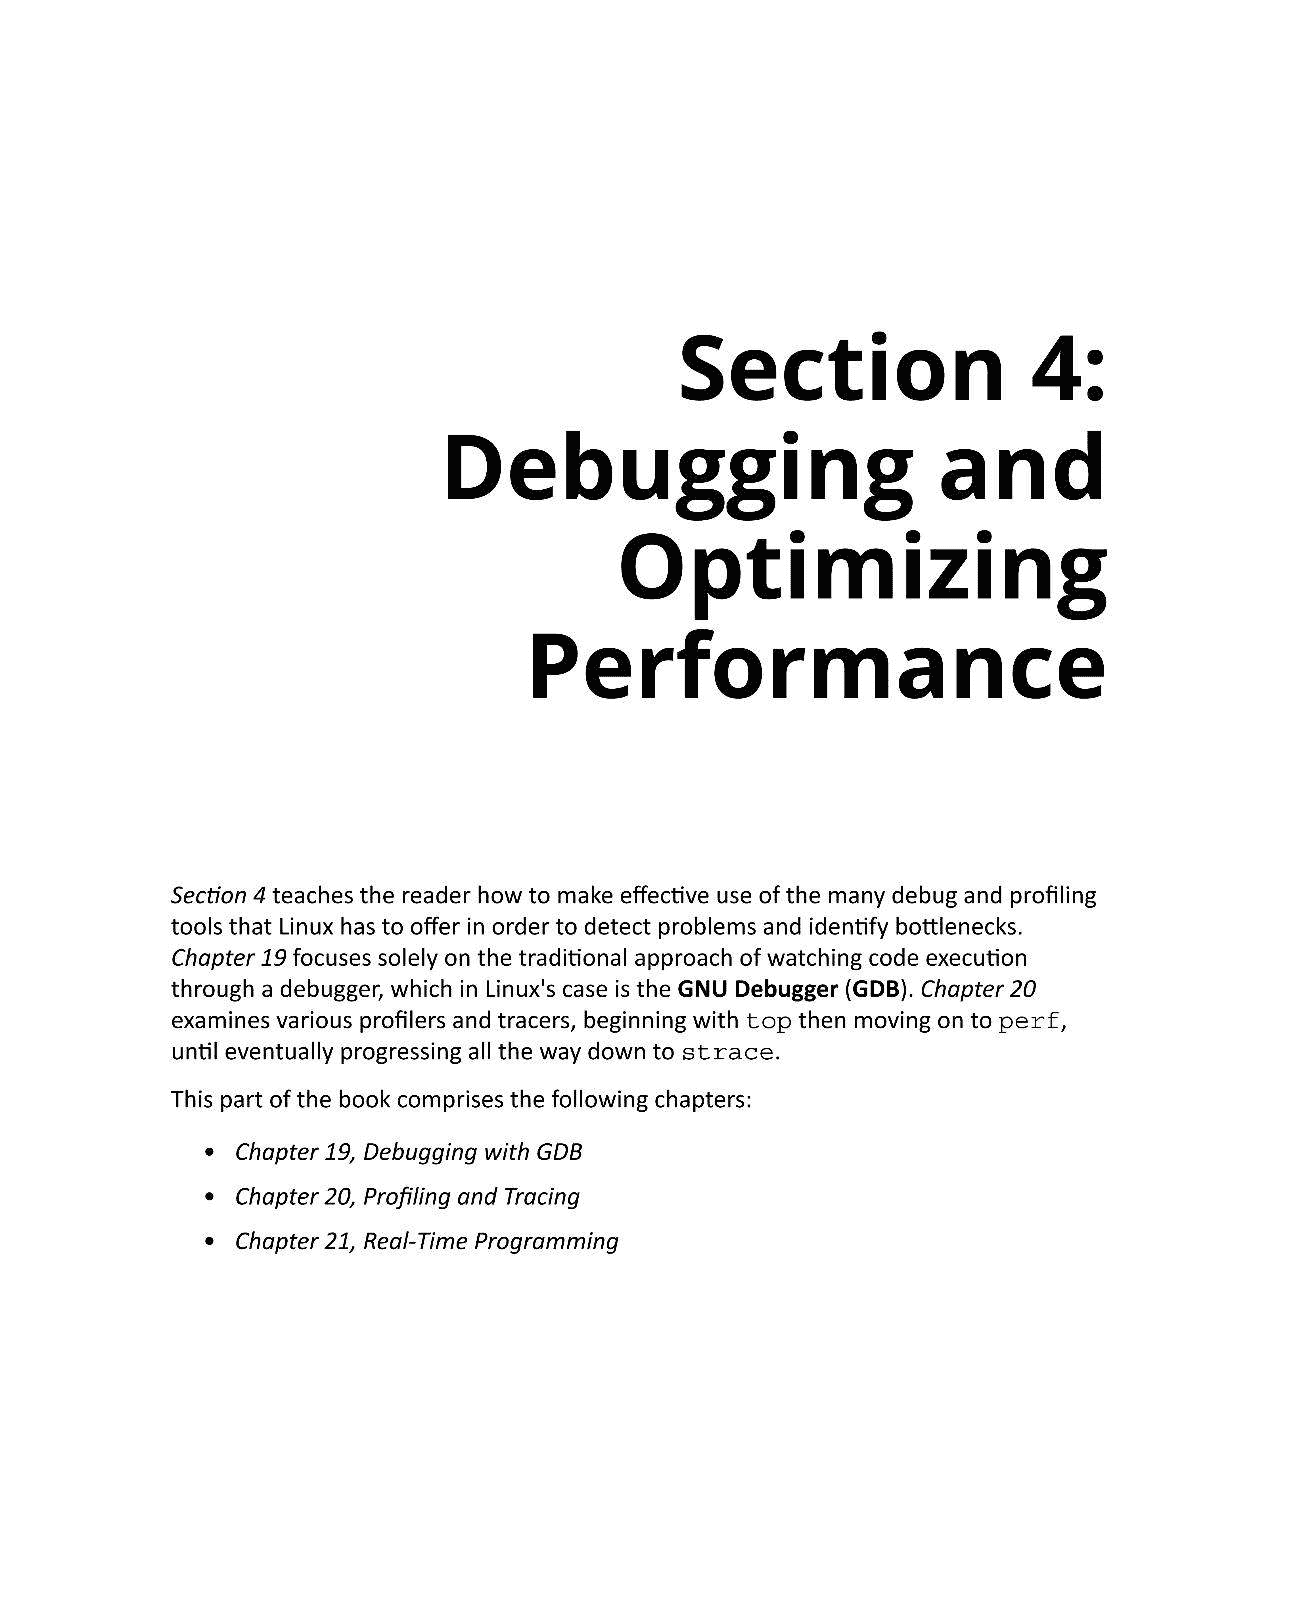 Section 4:
Debugging and
Optimizing
Performance
Section 4 teaches the reader how to make effective use of the many debug and profiling
tools that Linux has to offer in order to detect problems and identify bottlenecks.
Chapter 19 focuses solely on the traditional approach of watching code execution
through a debugger, which in Linux's case is the GNU Debugger (GDB). Chapter 20
examines various profilers and tracers, beginning with top then moving on to perf,
until eventually progressing all the way down to strace.
This part of the book comprises the following chapters:
• Chapter 19, Debugging with GDB
• Chapter 20, Profiling and Tracing
• Chapter 21, Real-Time Programming